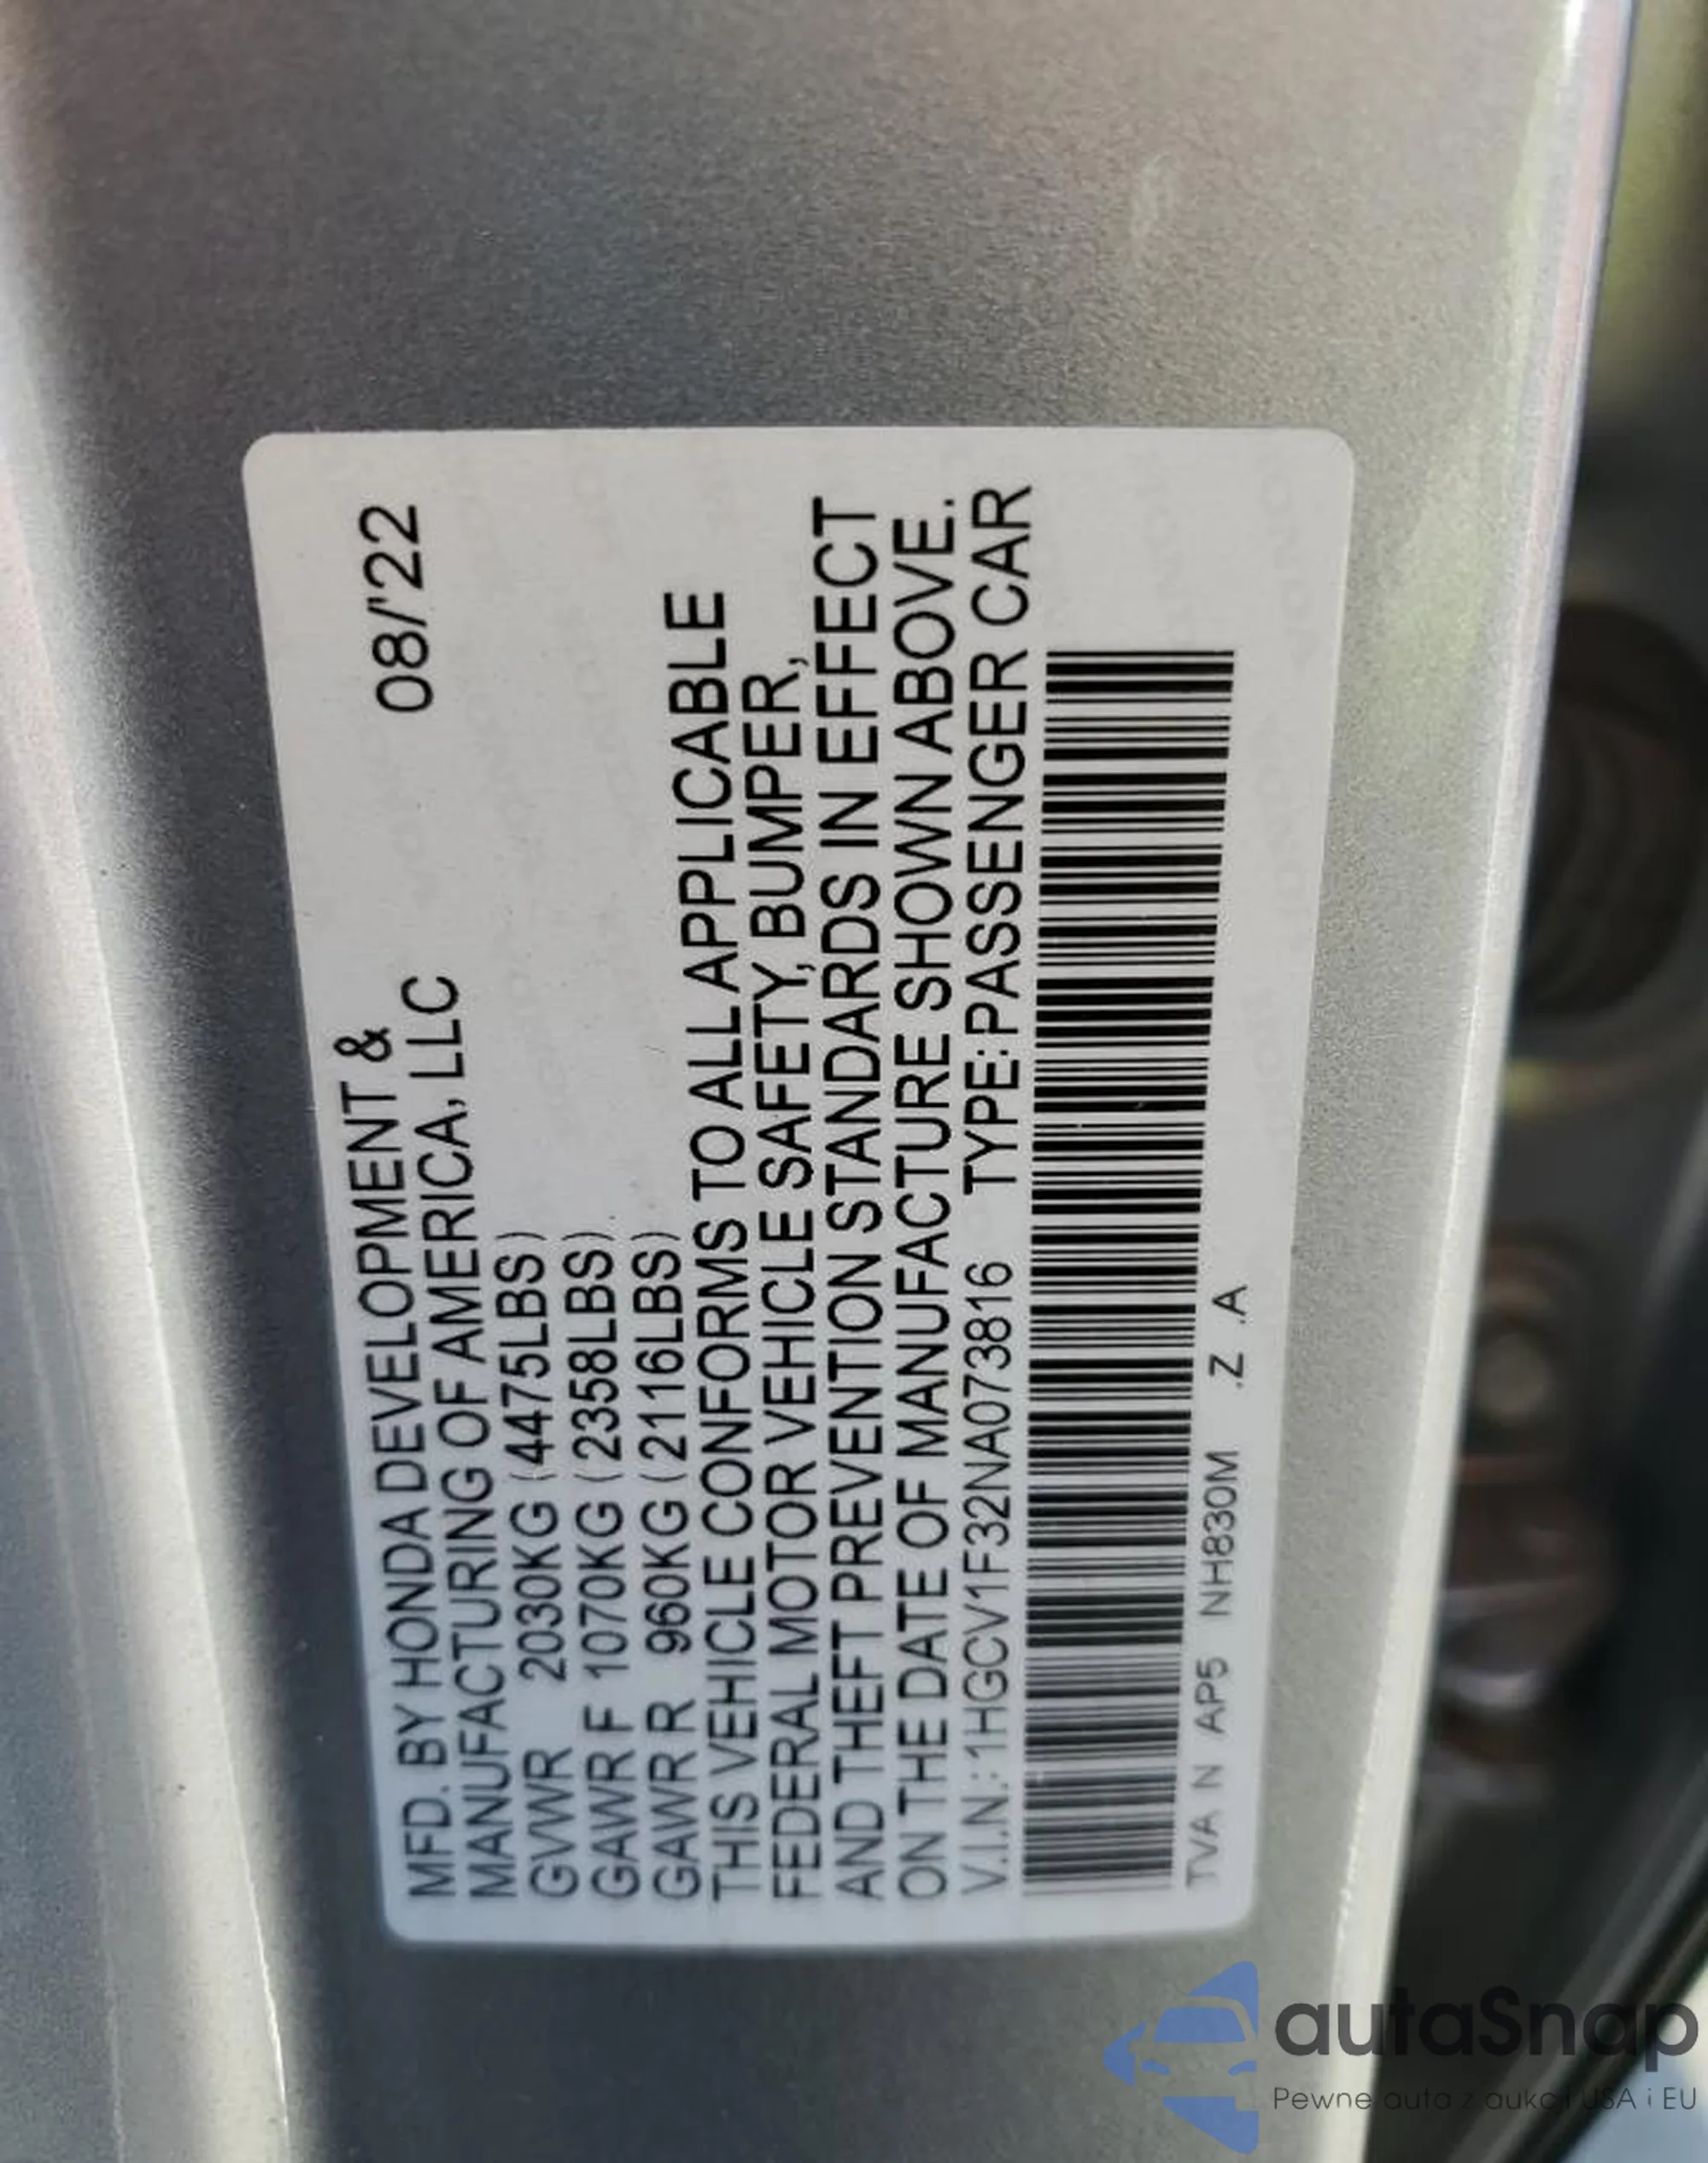 MFD. BY HONDA DEVELOPMENT & 08/'22
MANUFACTURING OF AMERICA, LLC
GVWR 2030KG (4475LBS)
GAWR F 1070KG (2358LBS)
GAWR R 960KG (2116LBS)
THIS VEHICLE CONFORMS TO ALL APPLICABLE
FEDERAL MOTOR VEHICLE SAFETY, BUMPER,
AND THEFT PREVENTION STANDARDS IN EFFECT
ON THE DATE OF MANUFACTURE SHOWN ABOVE.
V.I.N.:1HGCV1F32NA073816 TYPE:PASSENGER CAR
TVA N AP5 NH830M .Z .A
autaSnap
Pewne auta z aukcji USA i EU